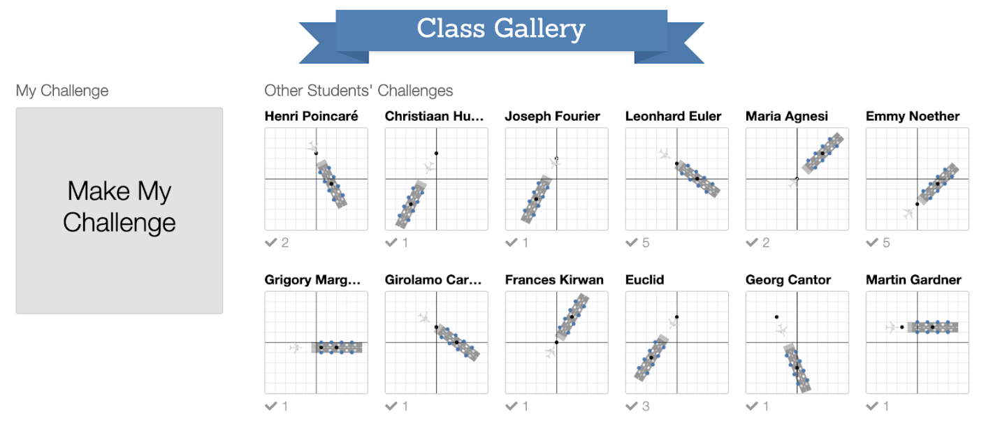 Class Gallery
My Challenge
Other Students' Challenges
Make My
Challenge
Henri Poincaré
Christiaan Hu...
Joseph Fourier
Leonhard Euler
Maria Agnesi
Emmy Noether
2
1
1
5
2
5
Grigory Marg...
Girolamo Car...
Frances Kirwan
Euclid
Georg Cantor
Martin Gardner
1
1
1
3
1
1